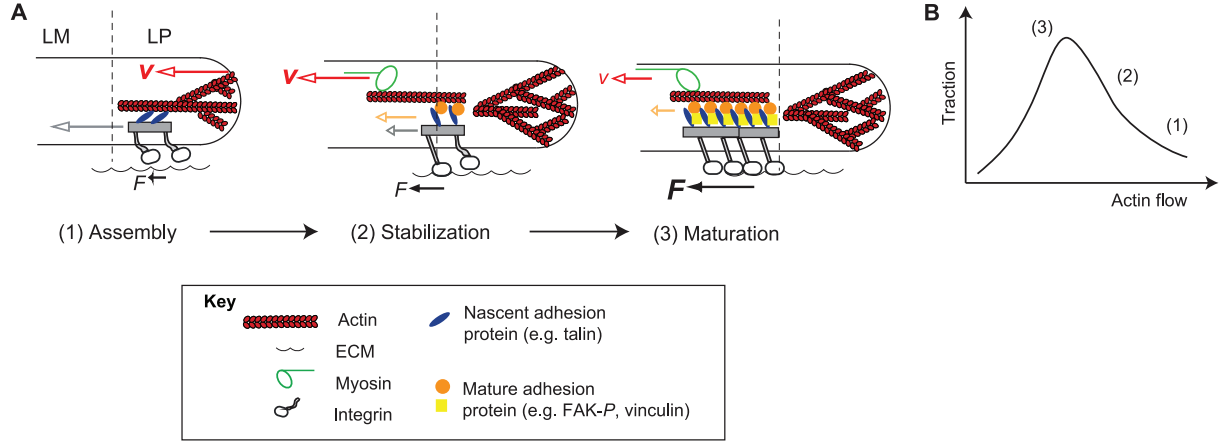 A
LM
LP
v
F
v
F
v
F
(1) Assembly
(2) Stabilization
(3) Maturation
Key
Actin
ECM
Myosin
Integrin
Nascent adhesion
protein (e.g. talin)
Mature adhesion
protein (e.g. FAK-P, vinculin)
B
Traction
(3)
(2)
(1)
Actin flow